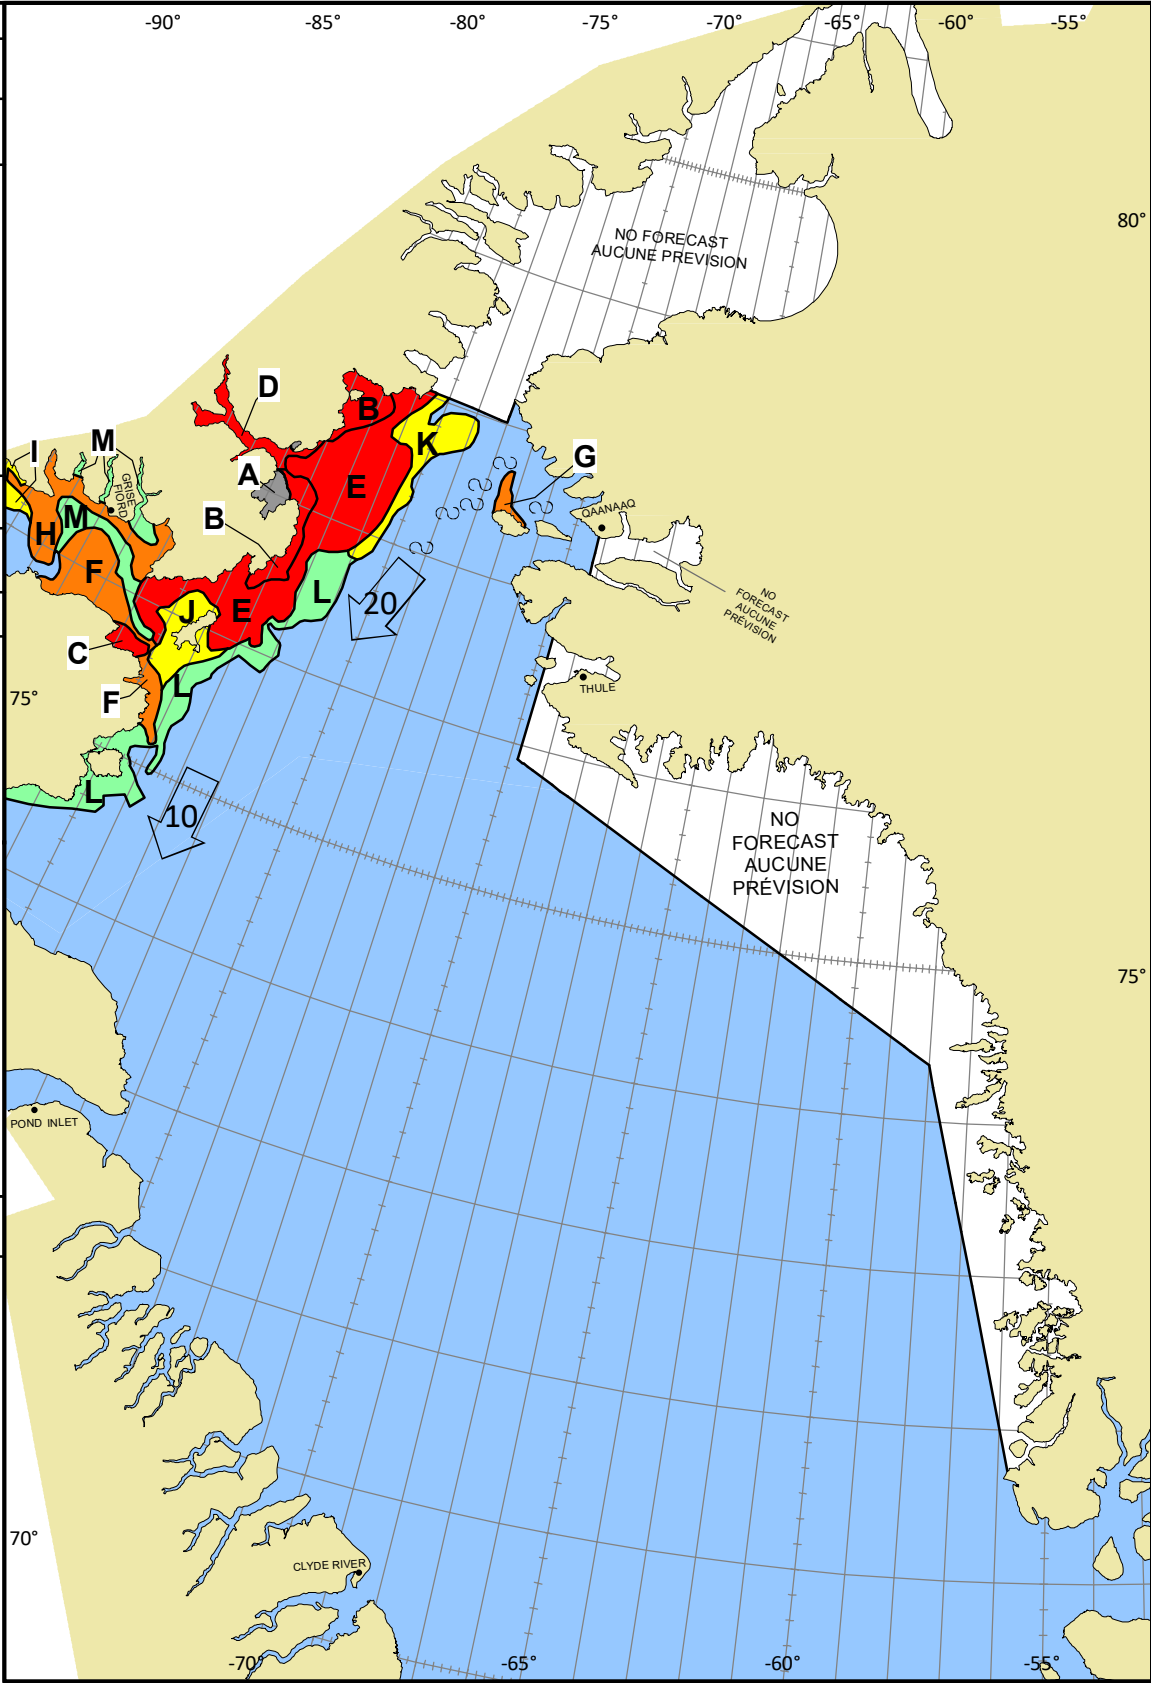 -90° -85° -80° -75° -70° -65° -60° -55°
80°
NO FORECAST
AUCUNE PREVISION
D
B
K
I
M
A
E
G
GRISE
FIORD
QAANAAQ
M
B
H
F
L
20
NO
FORECAST
AUCUNE
PRÉVISION
J
E
C
L
F
75°
THULE
L
10
NO
FORECAST
AUCUNE
PRÉVISION
75°
POND INLET
70°
CLYDE RIVER
-70° -65° -60° -55°